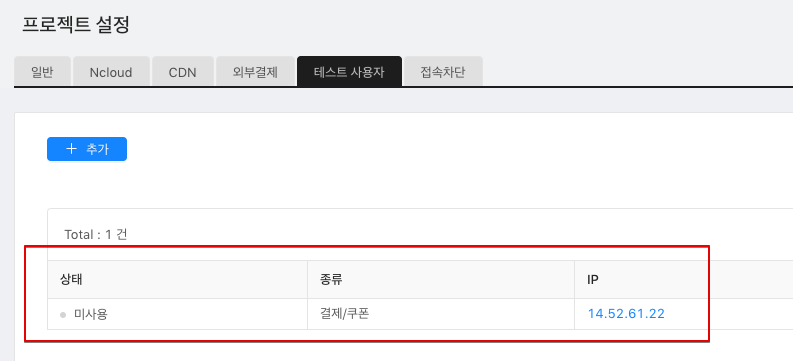 프로젝트 설정
일반 Ncloud CDN 외부결제 테스트 사용자 접속차단
+ 추가
Total : 1 건
상태 종류 IP
미사용 결제/쿠폰 14.52.61.22